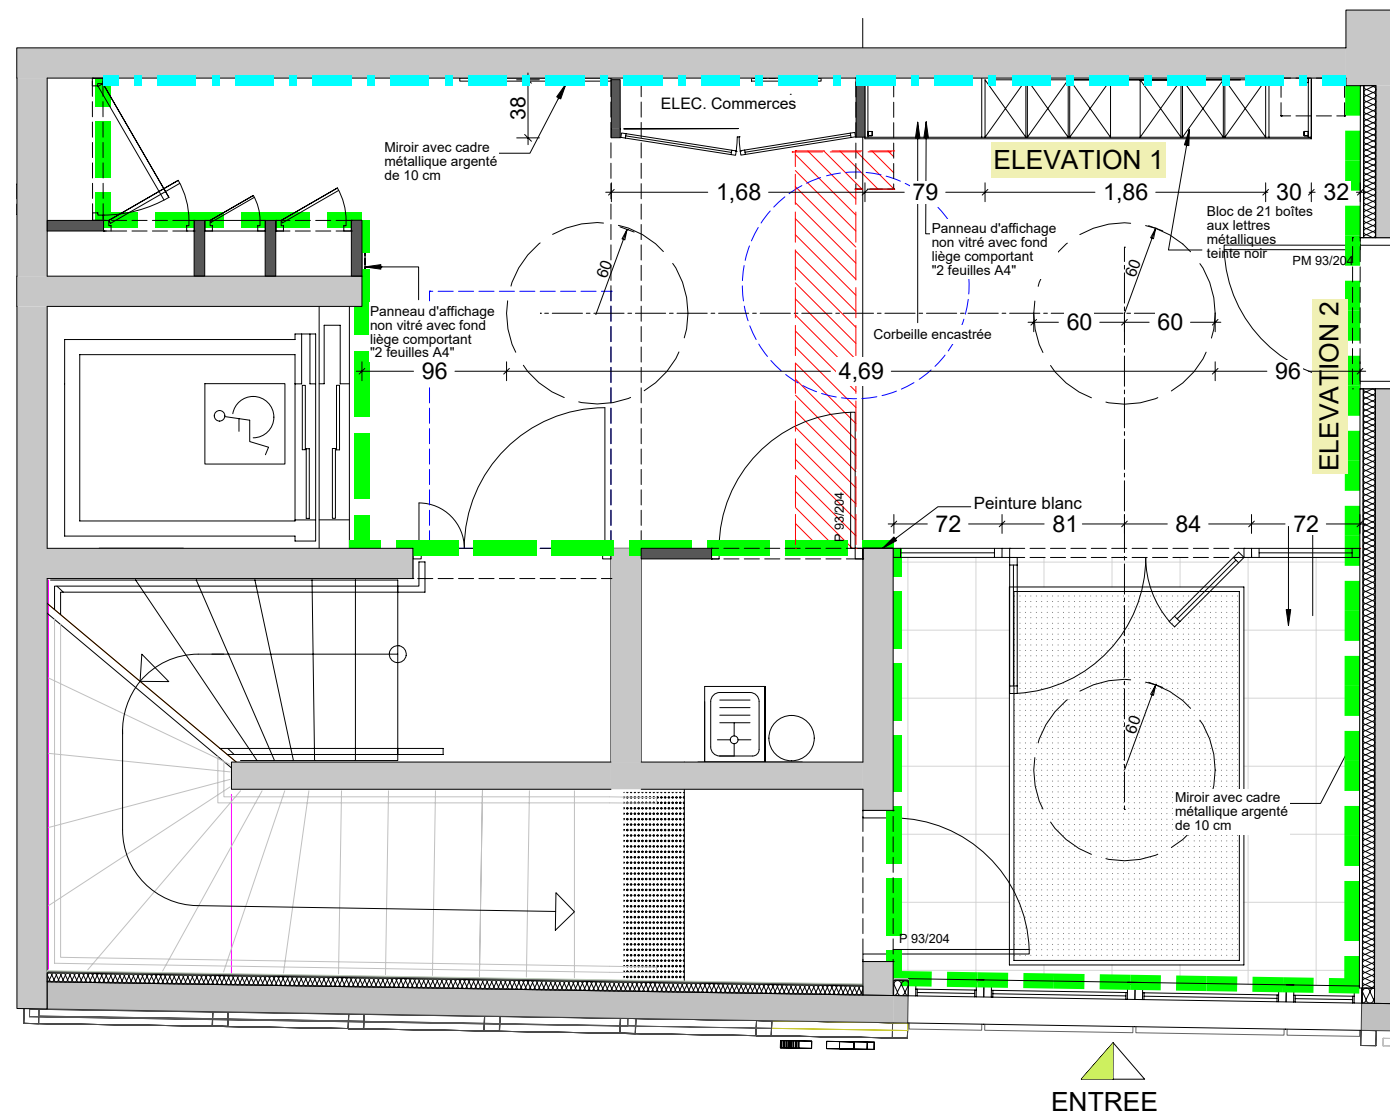 ELEC. Commerces
38
Miroir avec cadre
métallique argenté
de 10 cm
ELEVATION 1
1,68
79
1,86
30
32
Bloc de 21 boîtes
aux lettres
métalliques
teinte noir
PM 93/204
Panneau d'affichage
non vitré avec fond
liège comportant
"2 feuilles A4"
60
60
Panneau d'affichage
non vitré avec fond
liège comportant
"2 feuilles A4"
Corbeille encastrée
60
60
ELEVATION 2
96
4,69
96
P 93/204
Peinture blanc
72
81
84
72
60
Miroir avec cadre
métallique argenté
de 10 cm
P 93/204
ENTREE